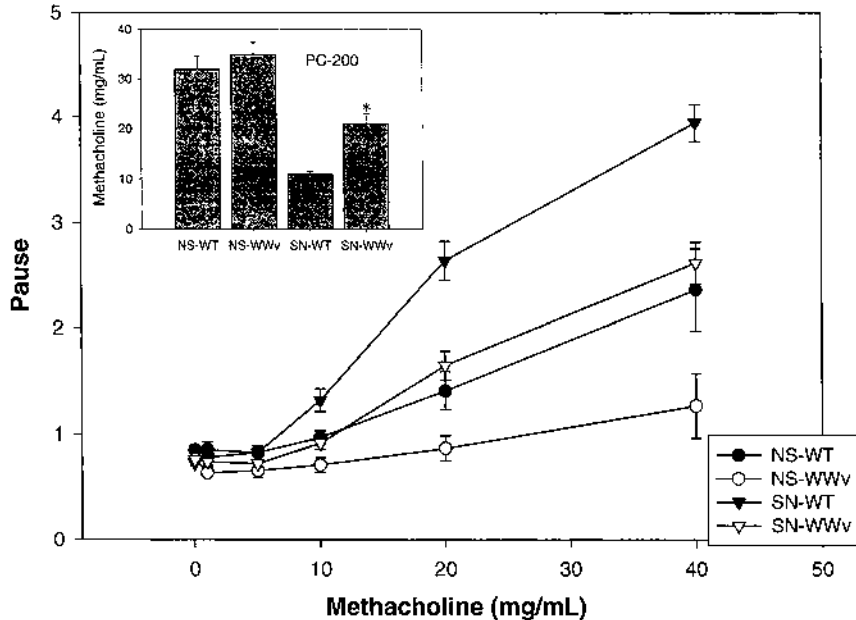 5
4
3
2
1
0
Pause
0
10
20
30
40
50
Methacholine (mg/mL)
40
30
20
10
0
Methacholine (mg/mL)
PC-200
*
NS-WT
NS-WWv
SN-WT
SN-WWv
NS-WT
NS-WWv
SN-WT
SN-WWv